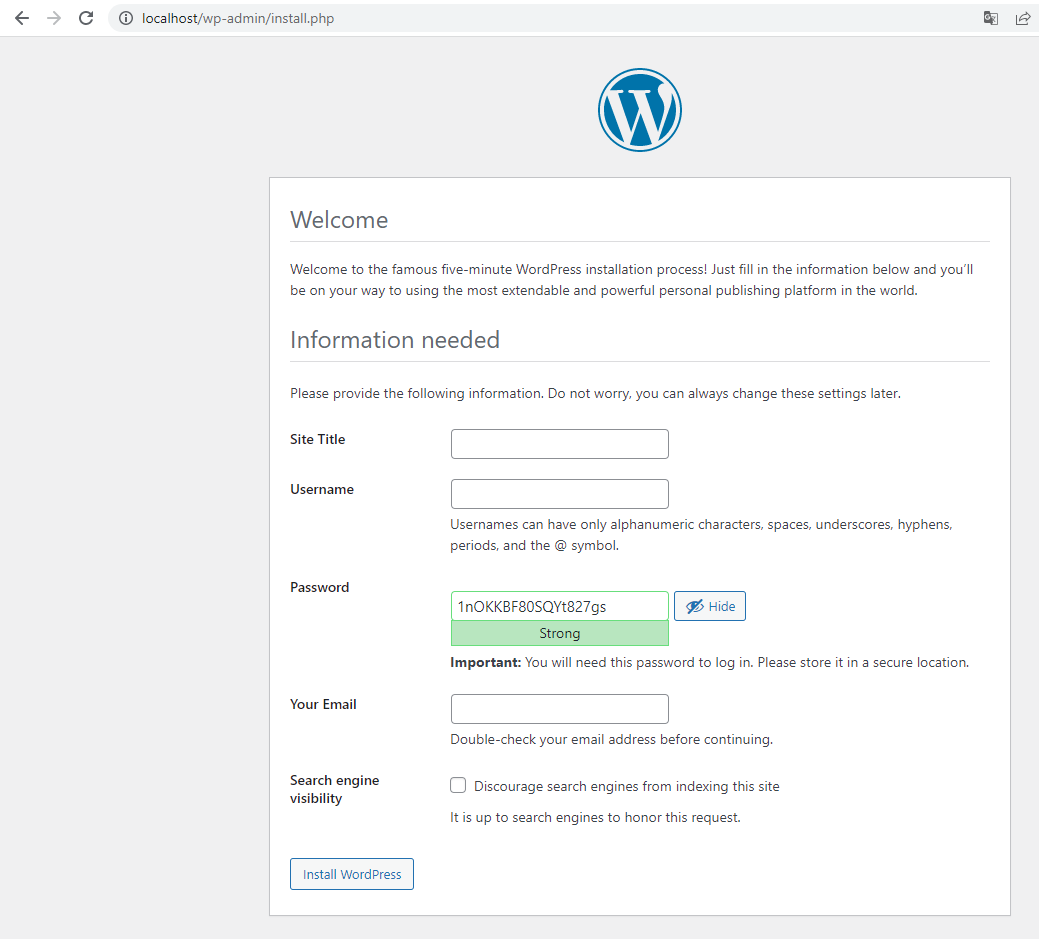 localhost/wp-admin/install.php
Welcome
Welcome to the famous five-minute WordPress installation process! Just fill in the information below and you’ll
be on your way to using the most extendable and powerful personal publishing platform in the world.
Information needed
Please provide the following information. Do not worry, you can always change these settings later.
Site Title
Username
Usernames can have only alphanumeric characters, spaces, underscores, hyphens,
periods, and the @ symbol.
Password
1nOKKBF80SQYt827gs
Hide
Strong
Important: You will need this password to log in. Please store it in a secure location.
Your Email
Double-check your email address before continuing.
Search engine
visibility
Discourage search engines from indexing this site
It is up to search engines to honor this request.
Install WordPress